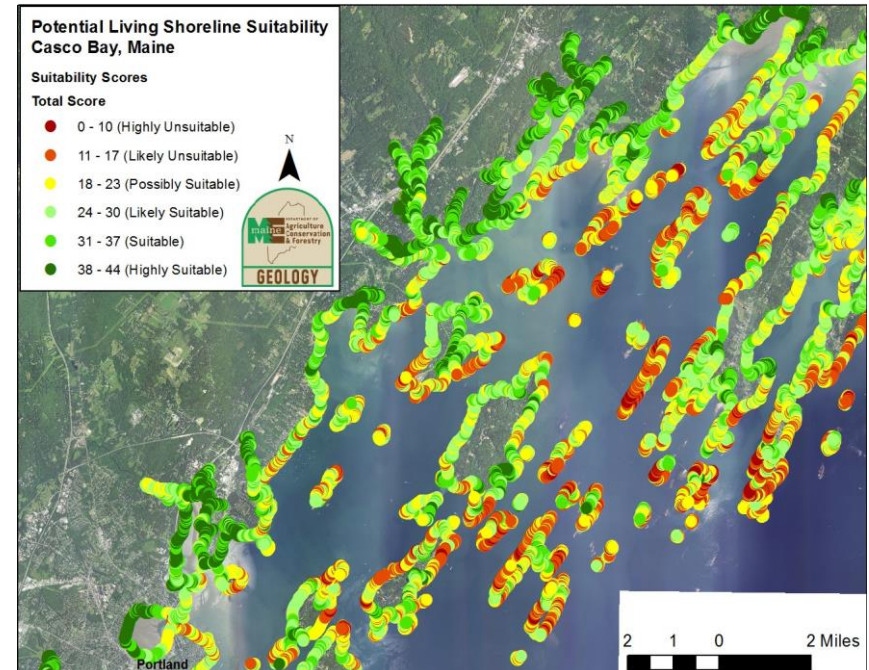 Potential Living Shoreline Suitability
Casco Bay, Maine
Suitability Scores
Total Score
0 - 10 (Highly Unsuitable)
11 - 17 (Likely Unsuitable)
18 - 23 (Possibly Suitable)
24 - 30 (Likely Suitable)
31 - 37 (Suitable)
38 - 44 (Highly Suitable)
N
DEPARTMENT OF
maine
Agriculture
Conservation
& Forestry
GEOLOGY
Portland
2 1 0 2 Miles